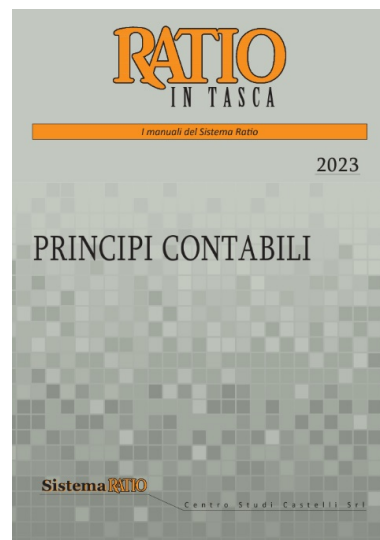 RATIO
IN TASCA
I manuali del Sistema Ratio
2023
PRINCIPI CONTABILI
Sistema RATIO
Centro Studi Castelli Srl